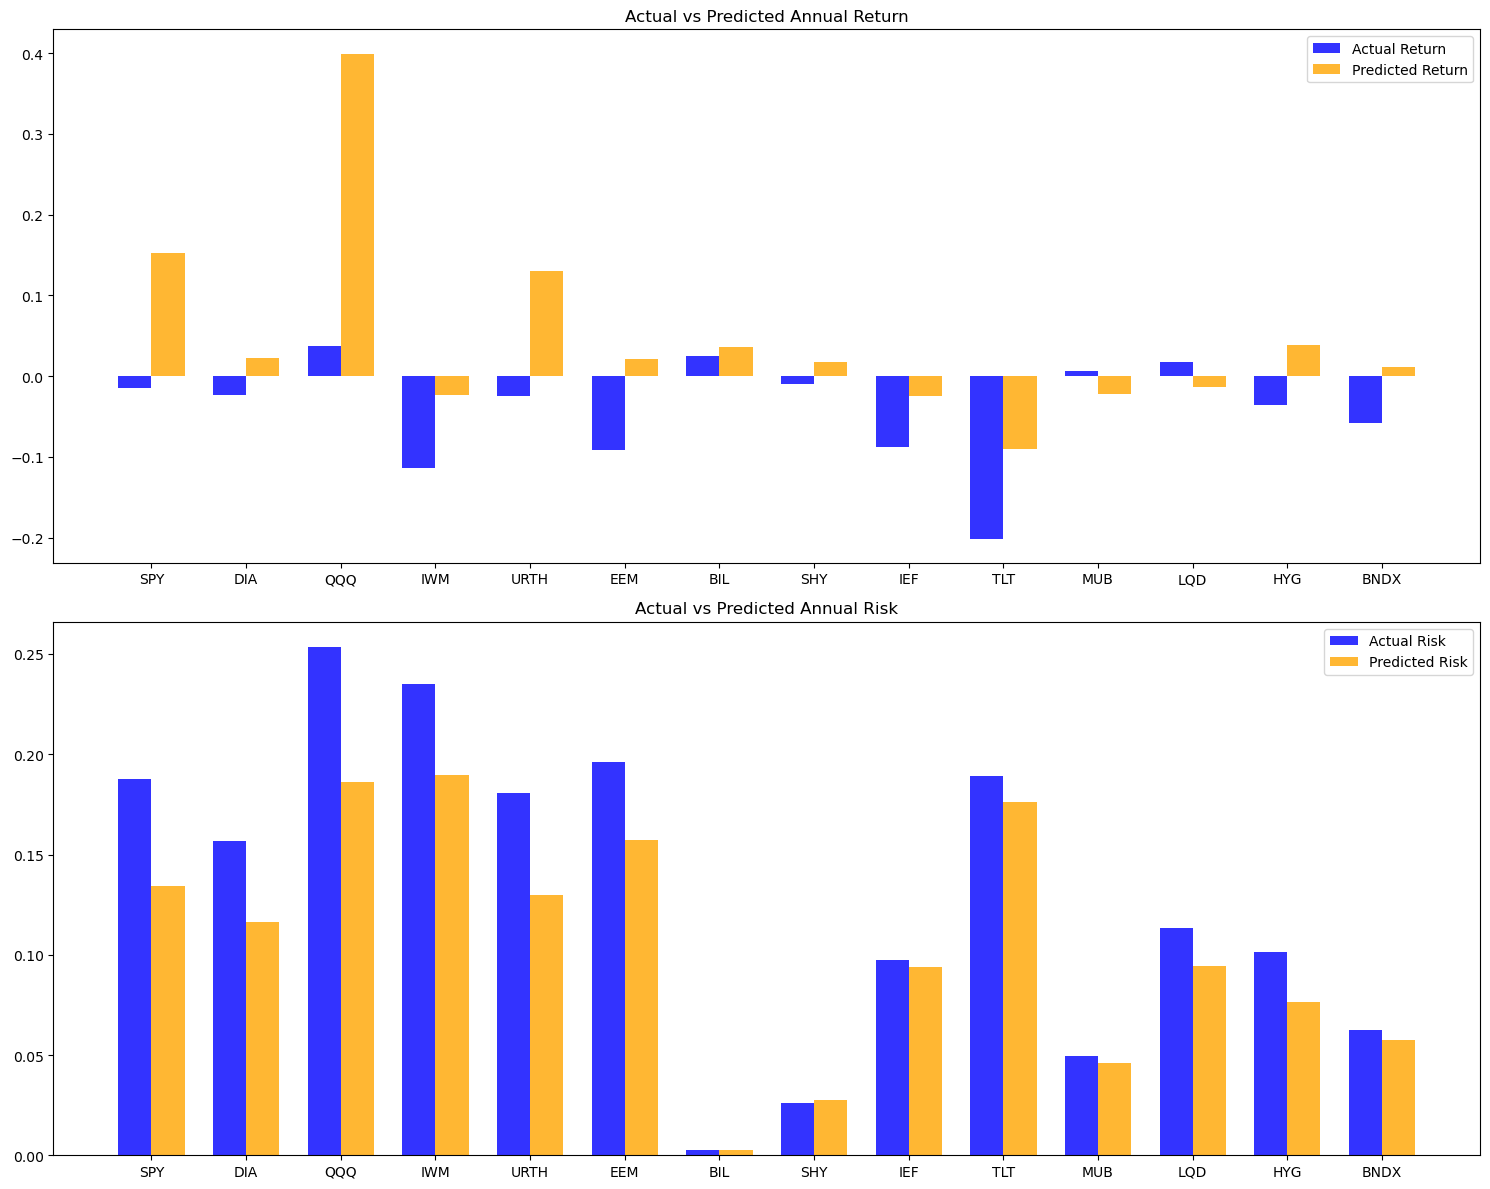 Actual vs Predicted Annual Return
Actual Return
Predicted Return
0.4
0.3
0.2
0.1
0.0
−0.1
−0.2
SPY DIA QQQ IWM URTH EEM BIL SHY IEF TLT MUB LQD HYG BNDX
Actual vs Predicted Annual Risk
Actual Risk
Predicted Risk
0.25
0.20
0.15
0.10
0.05
0.00
SPY DIA QQQ IWM URTH EEM BIL SHY IEF TLT MUB LQD HYG BNDX